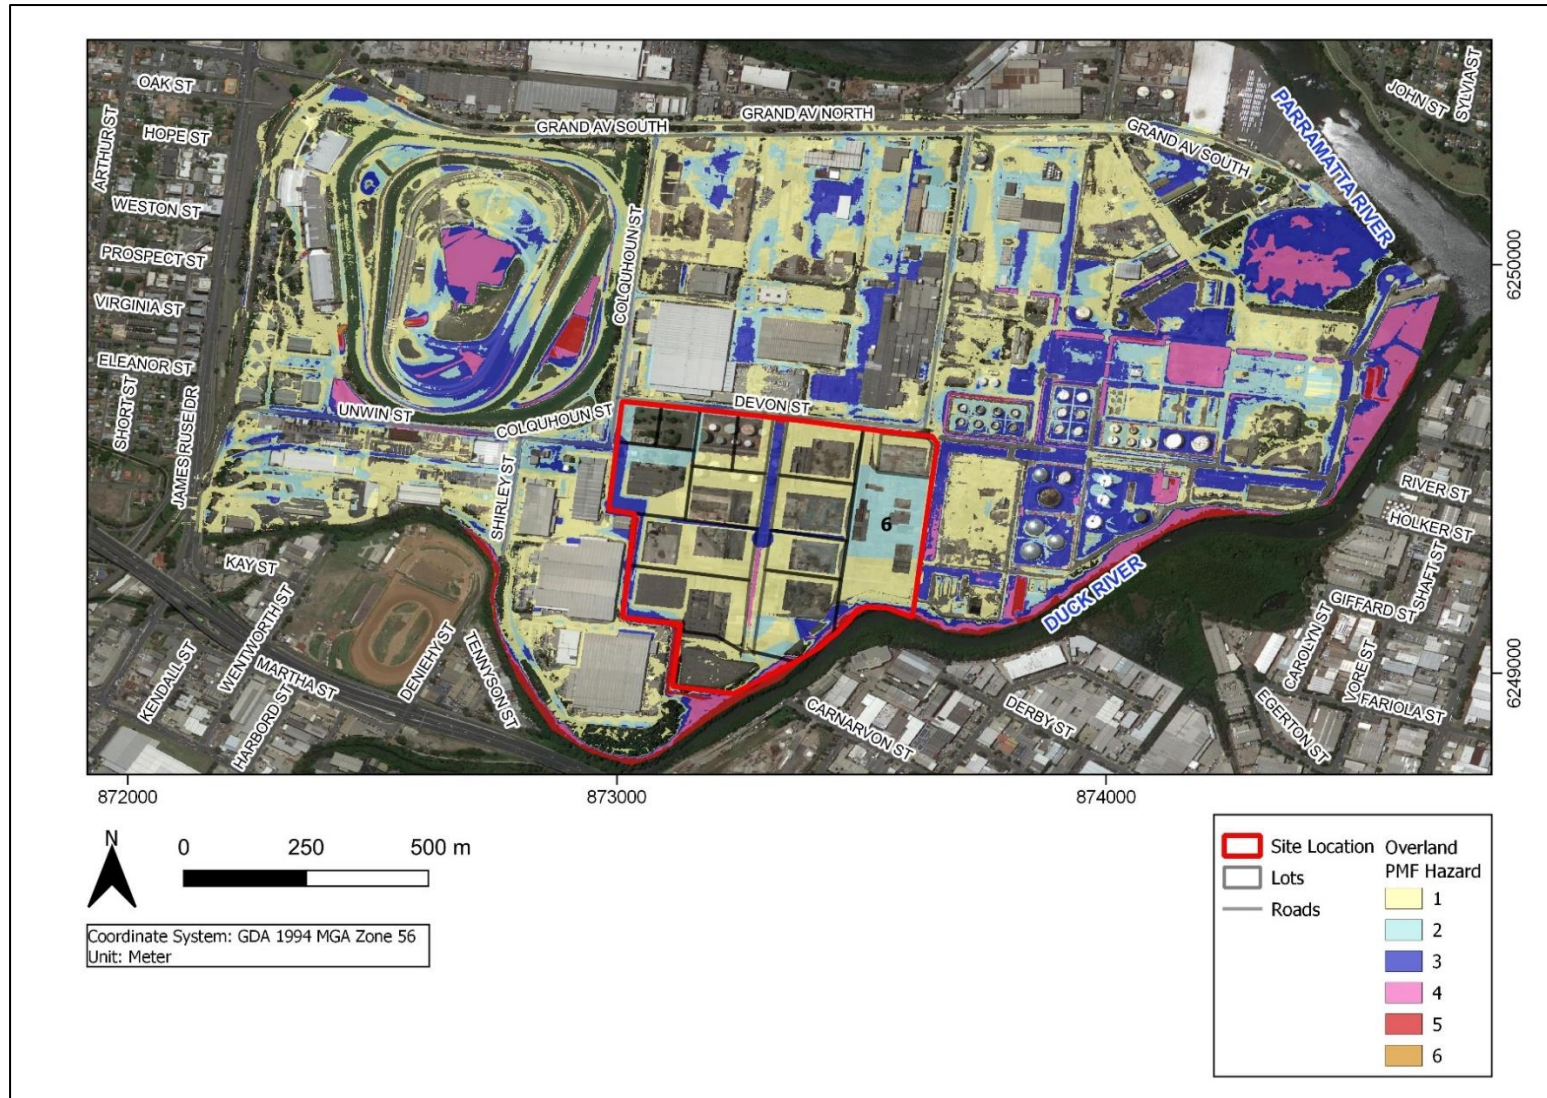 OAK ST
HOPE ST
ARTHUR ST
WESTON ST
PROSPECT ST
VIRGINIA ST
ELEANOR ST
SHORT ST
JAMES RUSE DR
UNWIN ST
COLQUHOUN ST
COLQUHOUN ST
GRAND AV SOUTH
GRAND AV NORTH
GRAND AV SOUTH
PARRAMATTA RIVER
JOHN ST
SYLVIA ST
6250000
DEVON ST
SHIRLEY ST
6
KAY ST
WENTWORTH ST
KENDALL ST
HARBORD ST
MARTHA ST
DENIEHY ST
TENNYSON ST
DUCK RIVER
CARNARVON ST
DERBY ST
RIVER ST
HOLKER ST
SHAFT ST
GIFFARD ST
CAROLYN ST
YORE ST
FARIOLA ST
EGERTON ST
6249000
872000
873000
874000
N
0 250 500 m
Coordinate System: GDA 1994 MGA Zone 56
Unit: Meter
Site Location
Lots
Roads
Overland
PMF Hazard
1
2
3
4
5
6